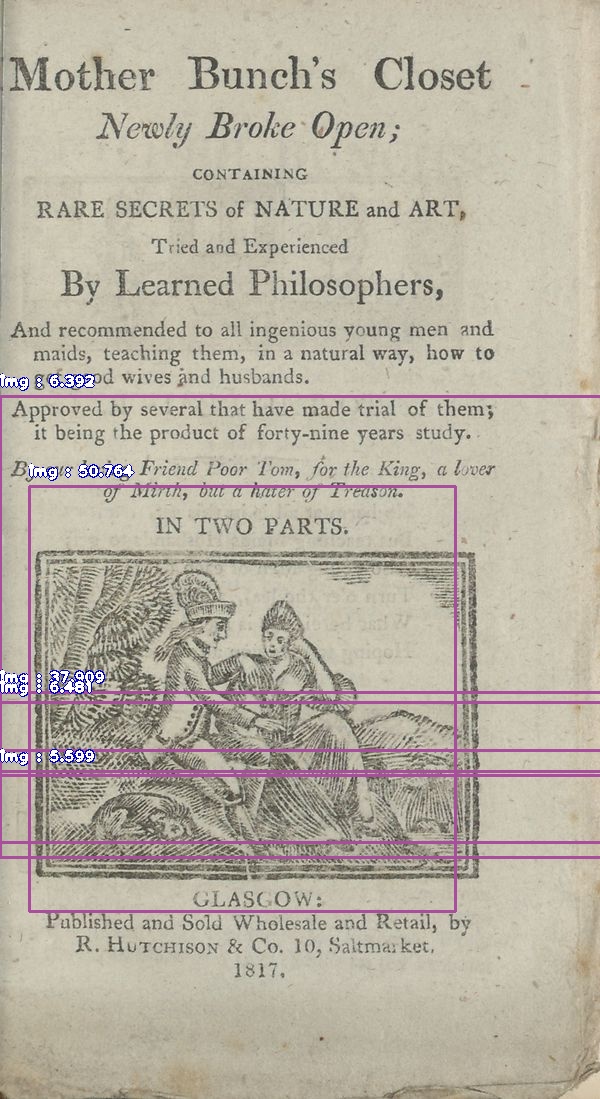 Mother Bunch's Closet
Newly Broke Open;
CONTAINING
RARE SECRETS of NATURE and ART,
Tried and Experienced
By Learned Philosophers,
And recommended to all ingenious young men and
maids, teaching them, in a natural way, how to
get good wives and husbands.
img : 6.392
Approved by several that have made trial of them;
it being the product of forty-nine years study.
By Friend Poor Tom, for the King, a lover
img : 50.764
of Mirth, but a hater of Treason.
IN TWO PARTS.
img : 37.909
img : 6.481
img : 5.599
GLASGOW:
Published and Sold Wholesale and Retail, by
R. HUTCHISON & Co. 10, Saltmarket.
1817.